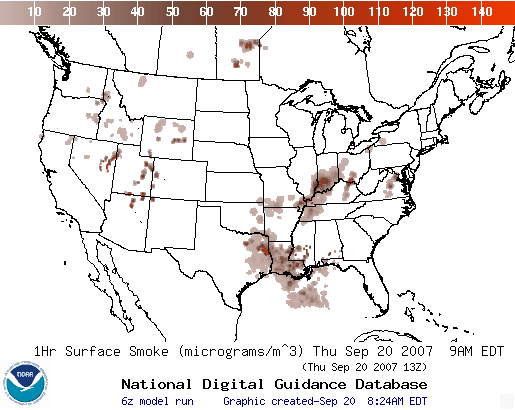 10 20 30 40 50 60 70 80 90 100 110 120 130 140
1Hr Surface Smoke (micrograms/m^3) Thu Sep 20 2007 9AM EDT
(Thu Sep 20 2007 13Z)
noaa
National Digital Guidance Database
6z model run Graphic created-Sep 20 8:24AM EDT